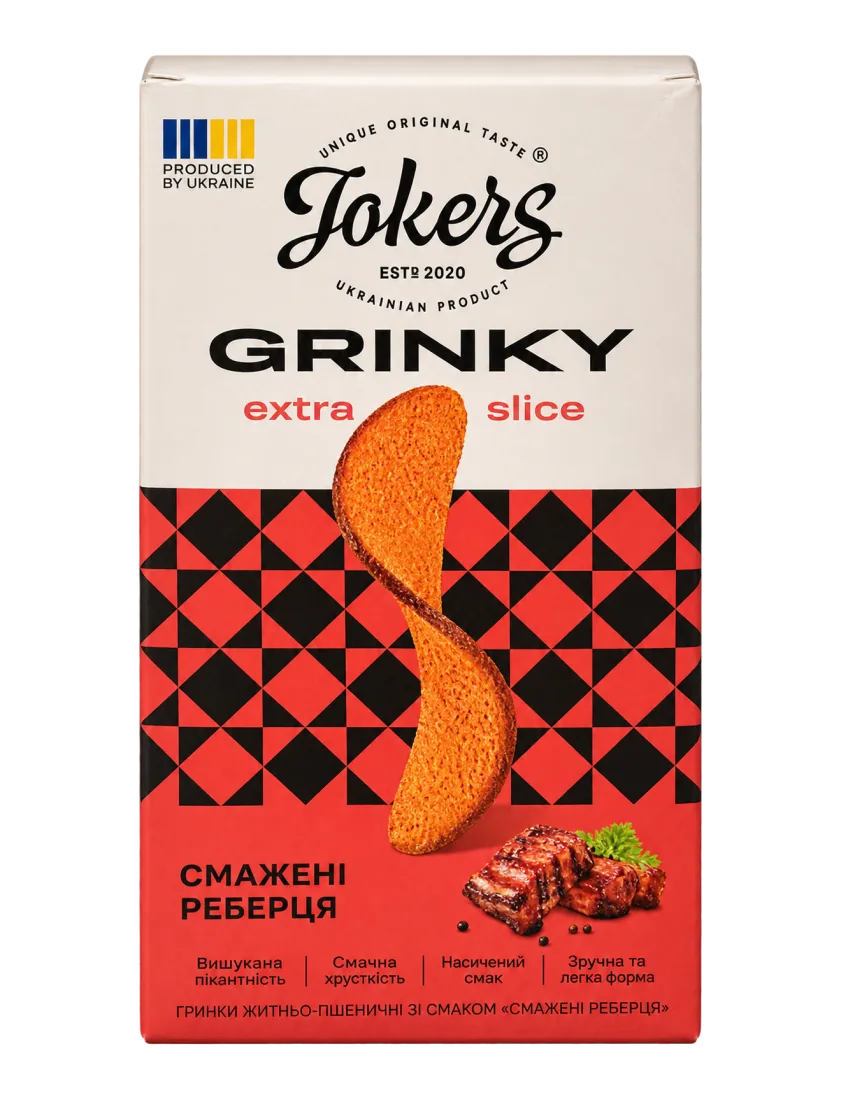 PRODUCED
BY UKRAINE
UNIQUE ORIGINAL TASTE ®
Jokers
ESTD 2020
UKRAINIAN PRODUCT
GRINKY
extra slice
СМАЖЕНІ
РЕБЕРЦЯ
Вишукана
пікантність
Смачна
хрусткість
Насичений
смак
Зручна та
легка форма
ГРИНКИ ЖИТНЬО-ПШЕНИЧНІ ЗІ СМАКОМ «СМАЖЕНІ РЕБЕРЦЯ»